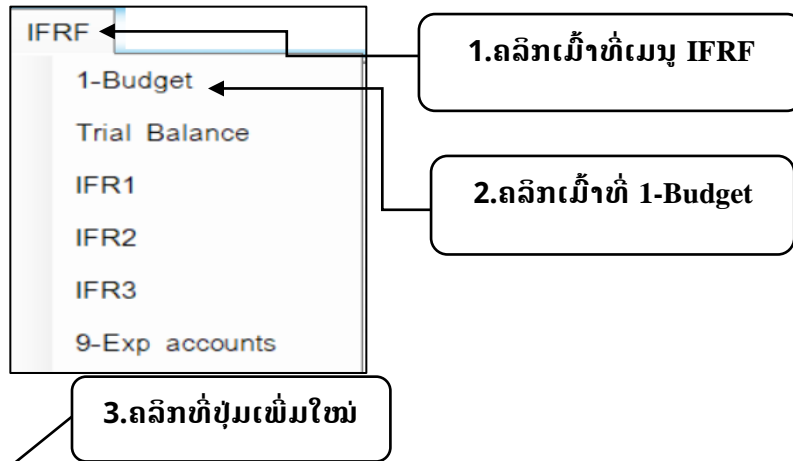 IFRF
1.ຄລິກເມົ້າທີ່ເມນູ IFRF
1-Budget
Trial Balance
IFR1
2.ຄລິກເມົ້າທີ່ 1-Budget
IFR2
IFR3
9-Exp accounts
3.ຄລິກທີ່ປຸ່ມເພີ່ມໃໝ່